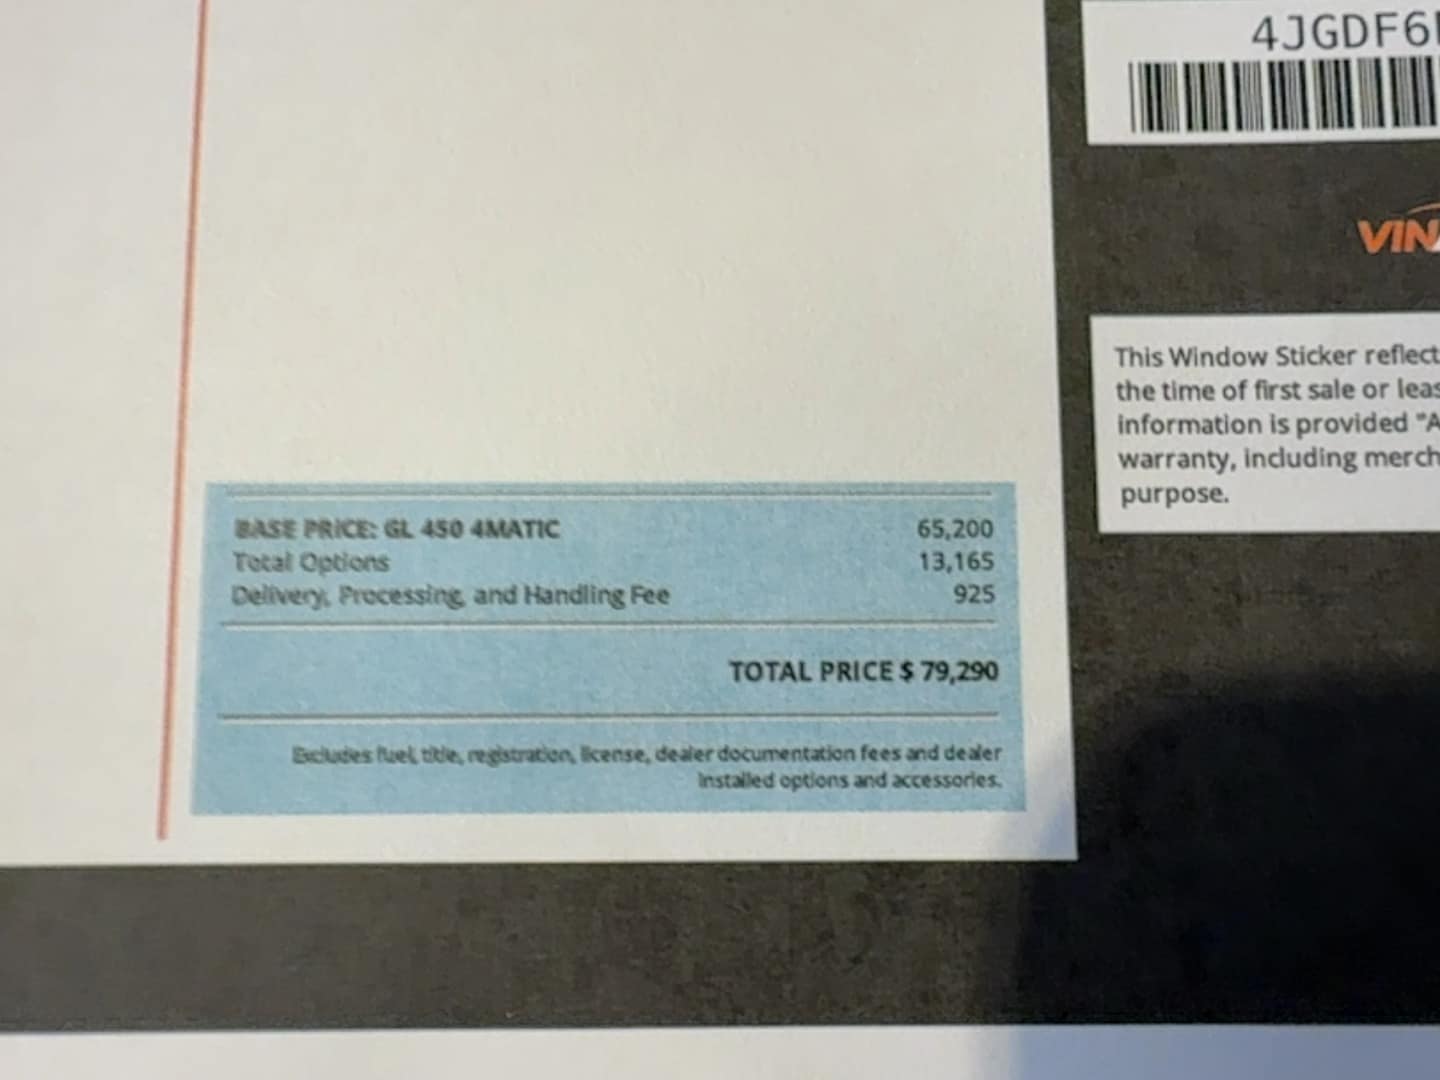 4JGDF6
VIN
This Window Sticker reflect
the time of first sale or leas
information is provided "A
warranty, including merch
purpose.
BASE PRICE: GL 450 4MATIC 65,200
Total Options 13,165
Delivery, Processing, and Handling Fee 925
TOTAL PRICE $ 79,290
Excludes fuel, title, registration, license, dealer documentation fees and dealer
installed options and accessories.